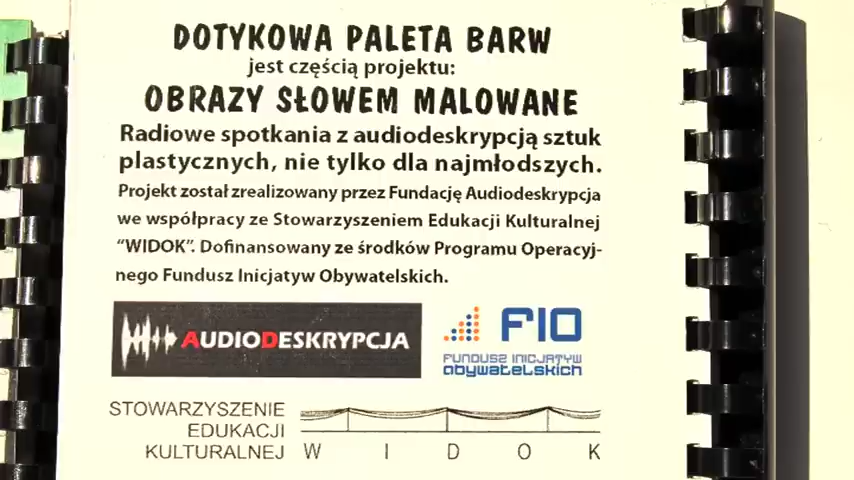 DOTYKOWA PALETA BARW
jest częścią projektu:
OBRAZY SŁOWEM MALOWANE
Radiowe spotkania z audiodeskrypcją sztuk
plastycznych, nie tylko dla najmłodszych.
Projekt został zrealizowany przez Fundację Audiodeskrypcja
we współpracy ze Stowarzyszeniem Edukacji Kulturalnej
“WIDOK”. Dofinansowany ze środków Programu Operacyj-
nego Fundusz Inicjatyw Obywatelskich.
AUDIODESKRYPCJA
FIO
FUNDUSZ INICJATYW
obywatelskich
STOWARZYSZENIE
EDUKACJI
KULTURALNEJ
W I D O K